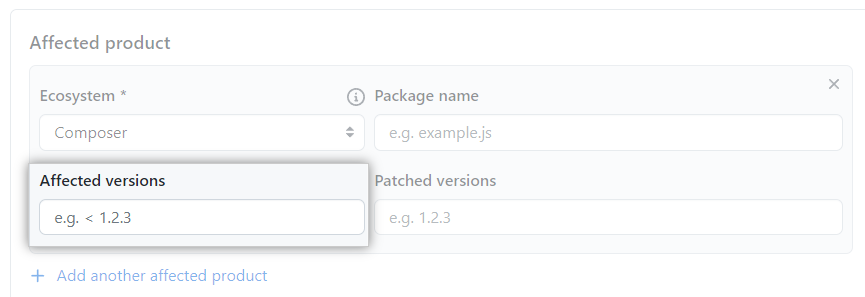 Affected product
Ecosystem * Package name
Composer e.g. example.js
Affected versions Patched versions
e.g. < 1.2.3 e.g. 1.2.3
+ Add another affected product